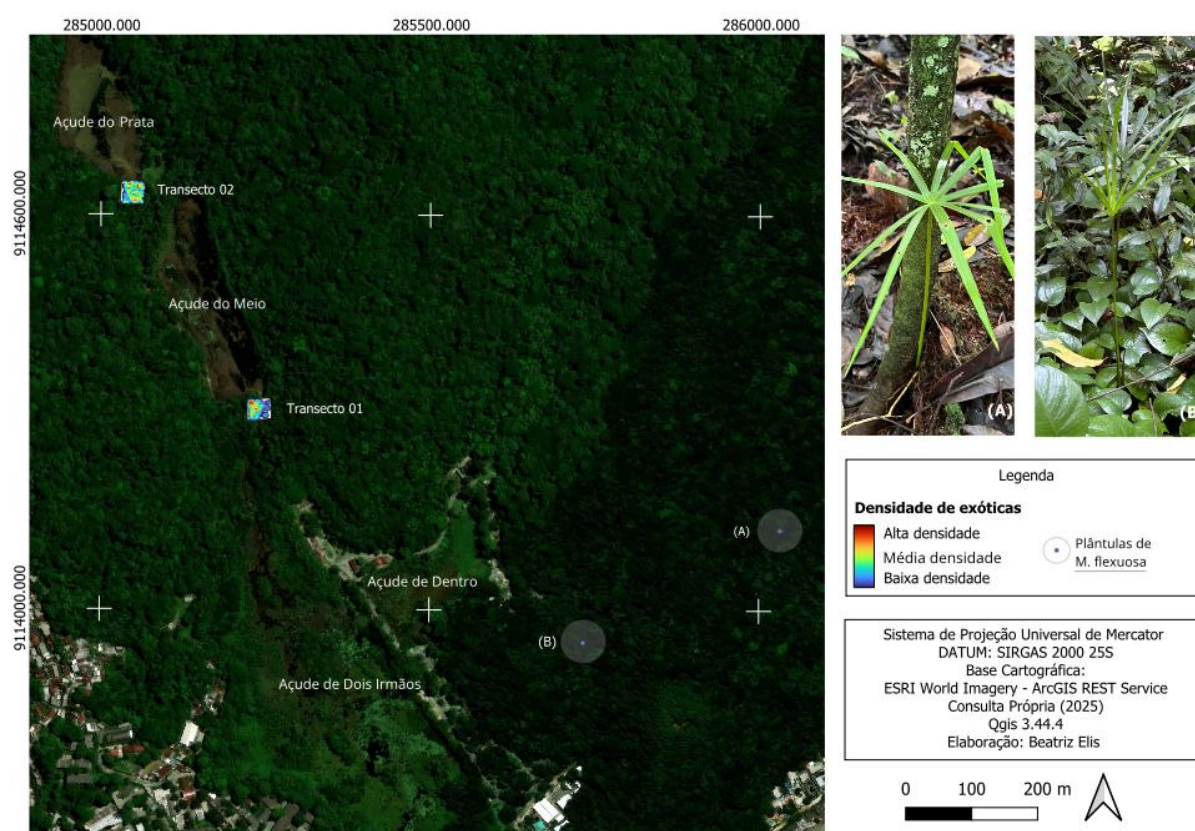 285000.000
285500.000
286000.000
9114600.000
9114000.000
Açude do Prata
Transecto 02
Açude do Meio
Transecto 01
(A)
Açude de Dentro
(B)
Açude de Dois Irmãos
(A)
(B
Legenda
Densidade de exóticas
Alta densidade
Média densidade
Baixa densidade
Plântulas de
M. flexuosa
Sistema de Projeção Universal de Mercator
DATUM: SIRGAS 2000 25S
Base Cartográfica:
ESRI World Imagery - ArcGIS REST Service
Consulta Própria (2025)
Qgis 3.44.4
Elaboração: Beatriz Elis
0 100 200 m